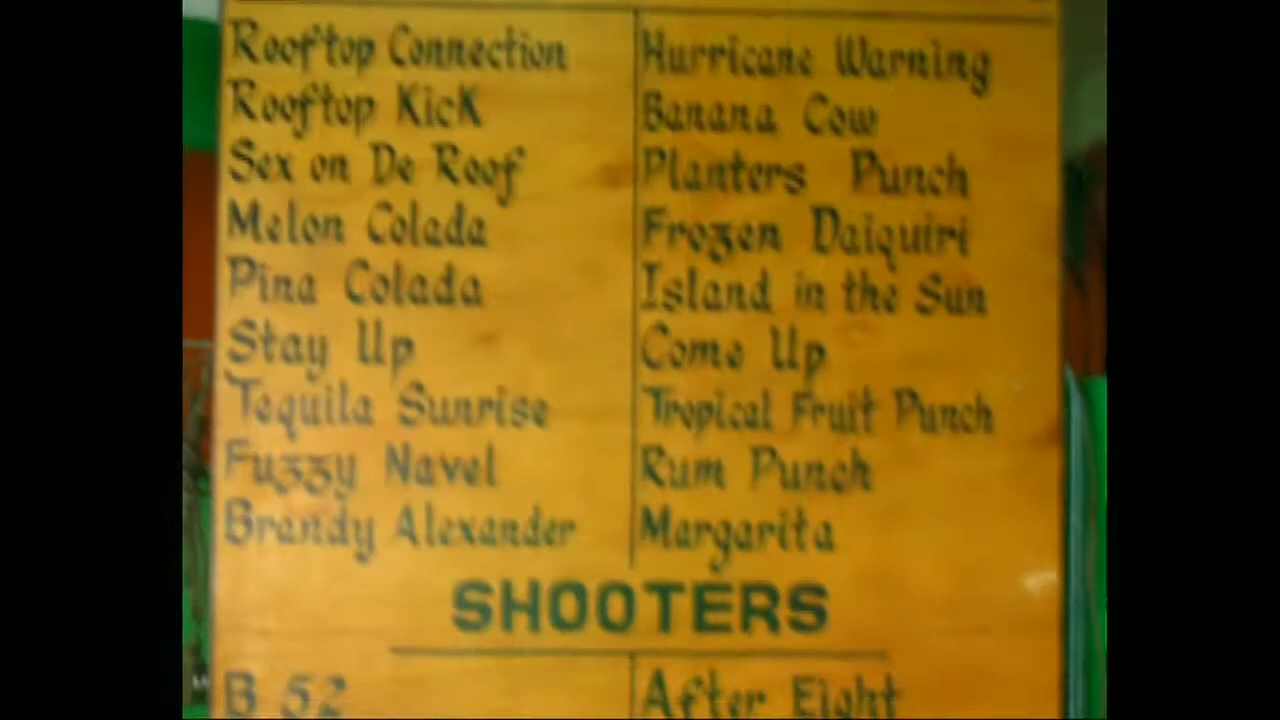 Rooftop Connection
Rooftop Kick
Sex on De Roof
Melon Colada
Pina Colada
Stay Up
Tequila Sunrise
Fuzzy Navel
Brandy Alexander
Hurricane Warning
Banana Cow
Planters Punch
Frozen Daiquiri
Island in the Sun
Come Up
Tropical Fruit Punch
Rum Punch
Margarita
SHOOTERS
B 52
After Eight